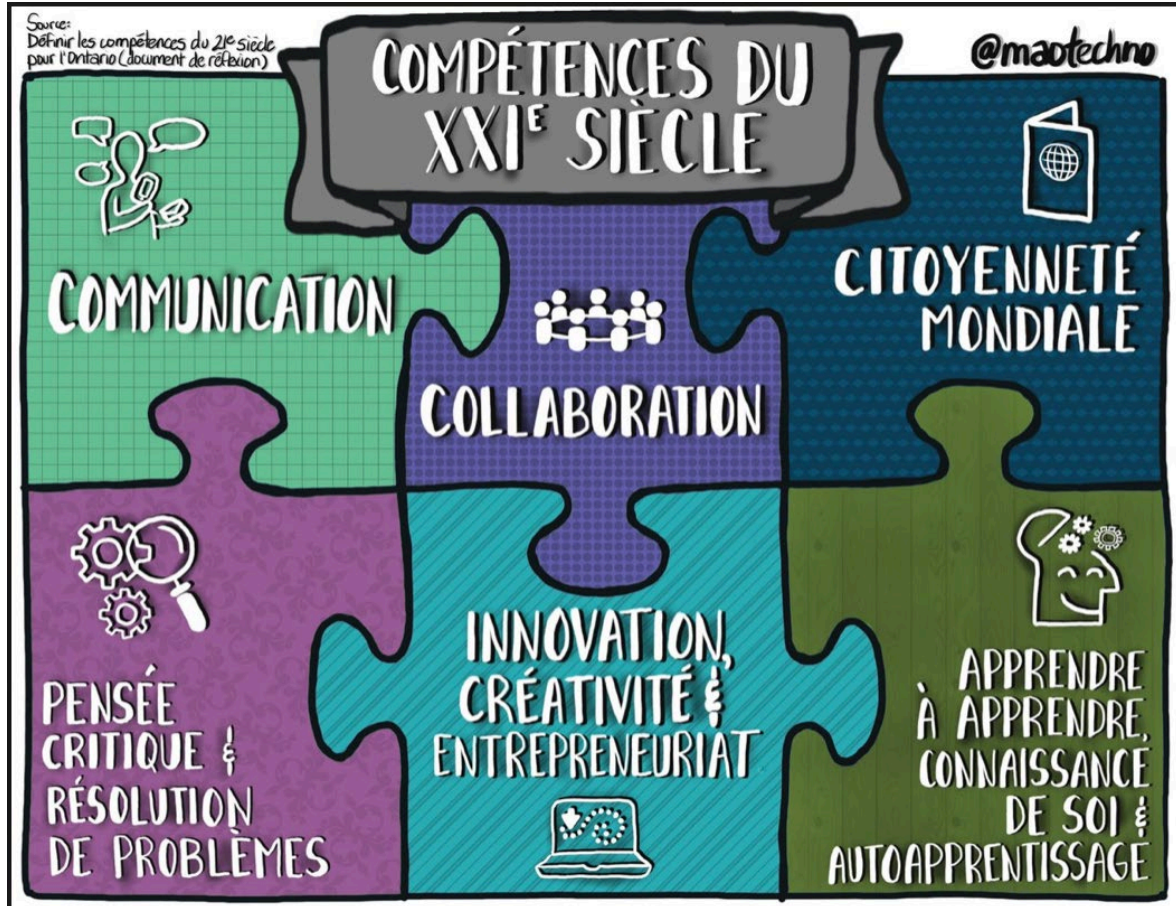 Source:
Définir les compétences du 21e siècle
pour l'Ontario (document de réflexion)
COMPÉTENCES DU
XXIE SIÈCLE
@maotechno
COMMUNICATION
COLLABORATION
CITOYENNETÉ
MONDIALE
PENSÉE
CRITIQUE &
RÉSOLUTION
DE PROBLÈMES
INNOVATION,
CRÉATIVITÉ &
ENTREPRENEURIAT
APPRENDRE
À APPRENDRE,
CONNAISSANCE
DE SOI &
AUTOAPPRENTISSAGE